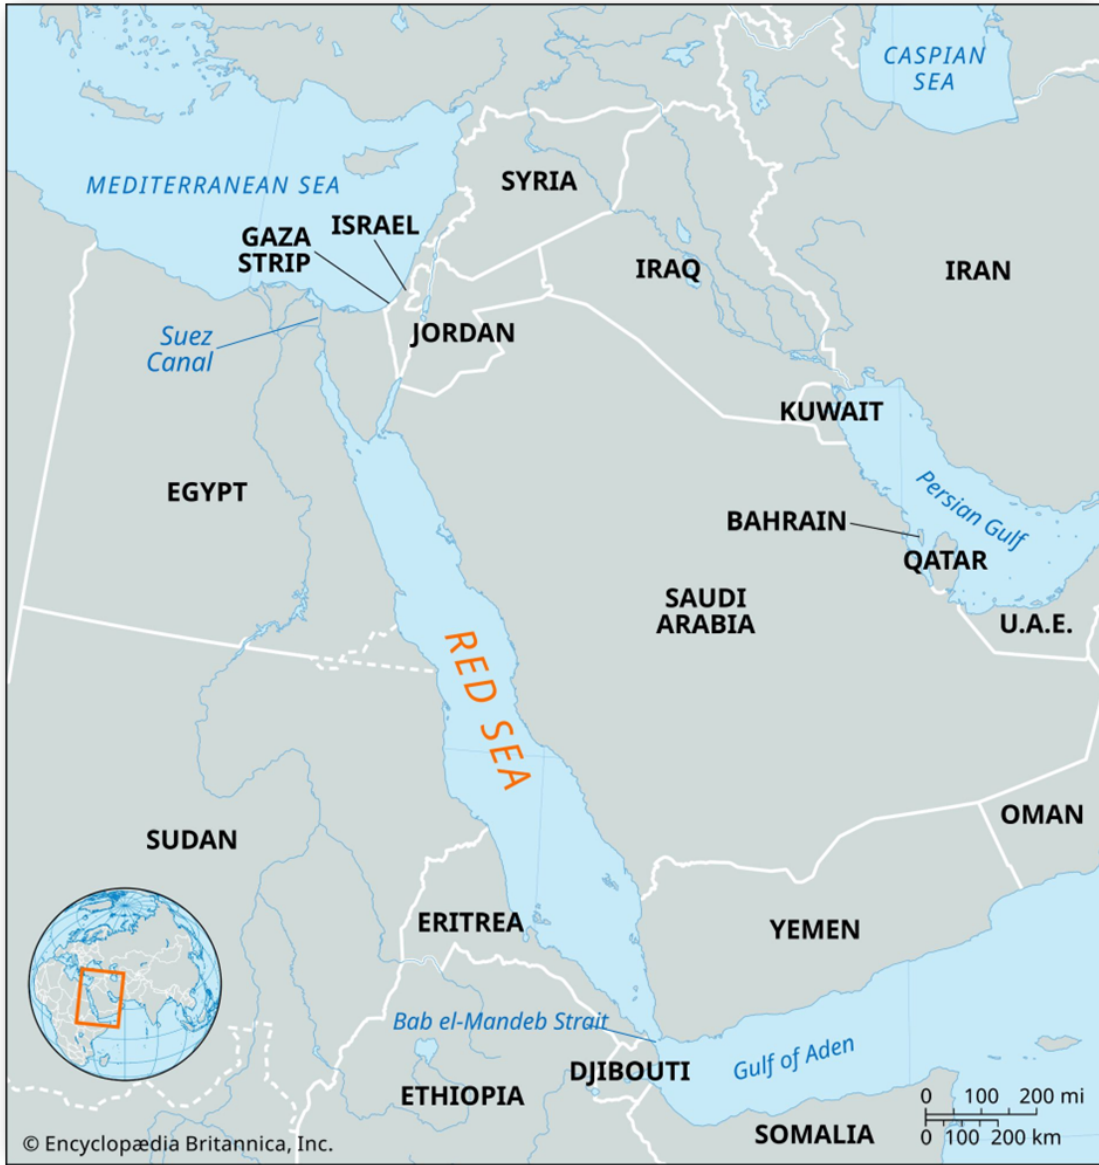 CASPIAN
SEA
MEDITERRANEAN SEA
SYRIA
ISRAEL
GAZA
STRIP
IRAQ
IRAN
Suez
Canal
JORDAN
KUWAIT
EGYPT
Persian Gulf
BAHRAIN
QATAR
SAUDI
ARABIA
U.A.E.
RED SEA
OMAN
SUDAN
ERITREA
YEMEN
Bab el-Mandeb Strait
Gulf of Aden
DJIBOUTI
ETHIOPIA
0 100 200 mi
0 100 200 km
SOMALIA
© Encyclopædia Britannica, Inc.